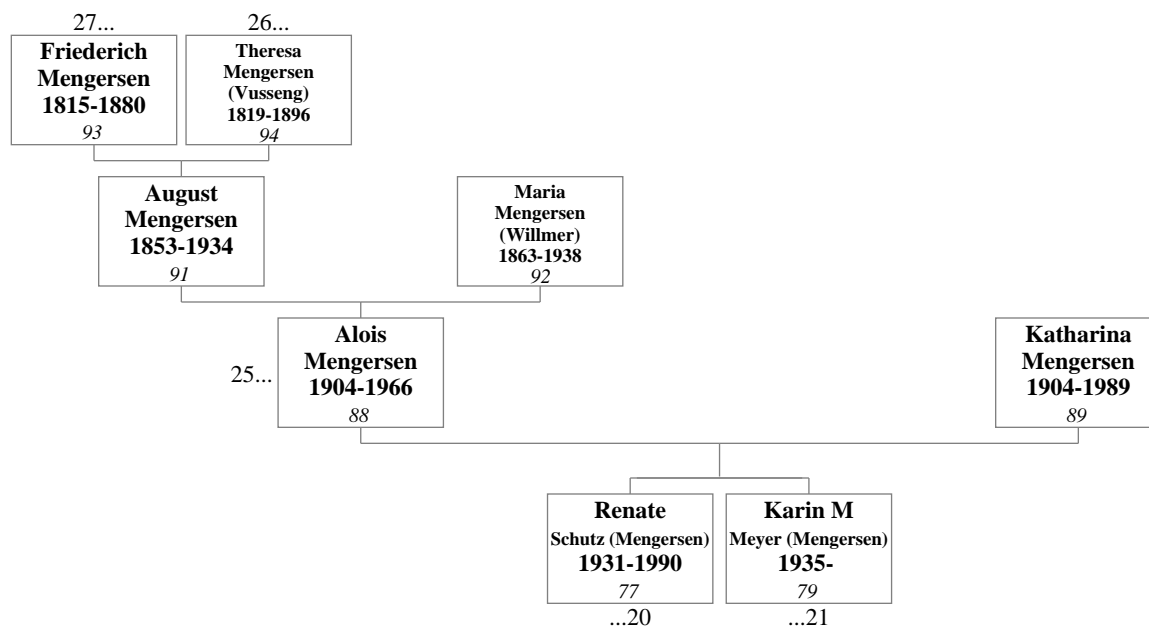 27...
26...
Friederich
Mengersen
1815-1880
93
Theresa
Mengersen
(Vusseng)
1819-1896
94
August
Mengersen
1853-1934
91
Maria
Mengersen
(Willmer)
1863-1938
92
25...
Alois
Mengersen
1904-1966
88
Katharina
Mengersen
1904-1989
89
Renate
Schutz (Mengersen)
1931-1990
77
...20
Karin M
Meyer (Mengersen)
1935-
79
...21